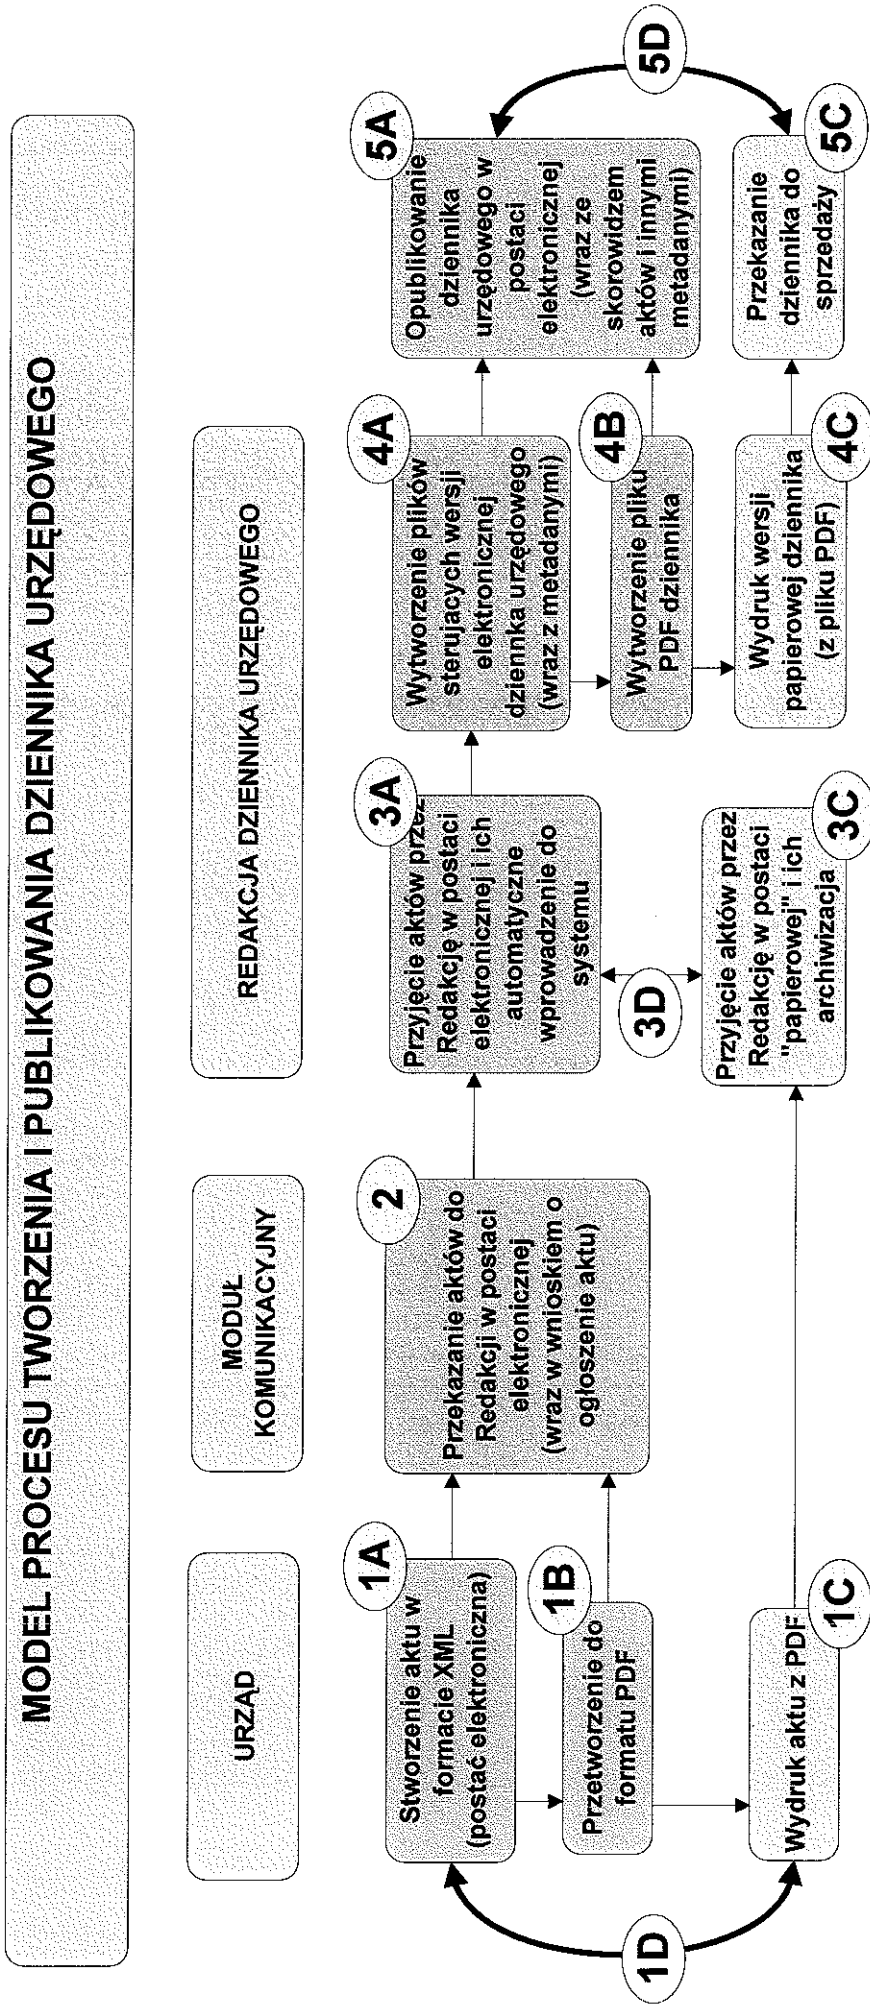 MODEL PROCESU TWORZENIA I PUBLIKOWANIA DZIENNIKA URZĘDOWEGO
URZĄD
MODUŁ
KOMUNIKACYJNY
REDAKCJA DZIENNIKA URZĘDOWEGO
1A
Stworzenie aktu w
formacie XML
(postać elektroniczna)
1B
Przetworzenie do
formatu PDF
1C
Wydruk aktu z PDF
1D
2
Przekazanie aktów do
Redakcji w postaci
elektronicznej
(wraz w wnioskiem o
ogłoszenie aktu)
3A
Przyjęcie aktów przez
Redakcję w postaci
elektronicznej i ich
automatyczne
wprowadzenie do
systemu
3D
3C
Przyjęcie aktów przez
Redakcję w postaci
"papierowej" i ich
archiwizacja
4A
Wytworzenie plików
sterujacych wersji
elektronicznej
dziennka urzędowego
(wraz z metadanymi)
4B
Wytworzenie pliku
PDF dziennika
4C
Wydruk wersji
papierowej dziennika
(z pliku PDF)
5A
Opublikowanie
dziennika
urzędowego w
postaci
elektronicznej
(wraz ze
skorowidzem
aktów i innymi
metadanymi)
5C
Przekazanie
dziennika do
sprzedaży
5D